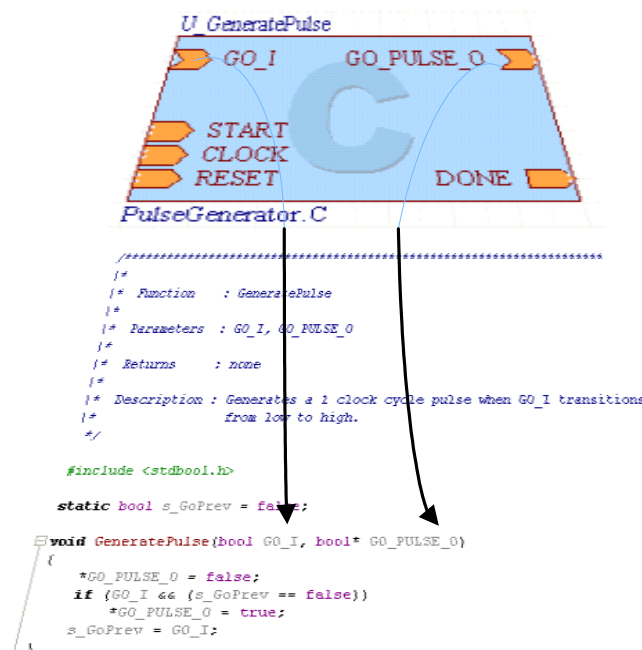 U_GeneratePulse
GO_I GO_PULSE_O
C
START
CLOCK
RESET DONE
PulseGenerator.C
/************************************************************************
|*
|* Function : GeneratePulse
|*
|* Parameters : GO_I, GO_PULSE_O
|*
|* Returns : none
|*
|* Description : Generates a 1 clock cycle pulse when GO_I transitions
|* from low to high.
*/
#include <stdbool.h>
static bool s_GoPrev = false;
void GeneratePulse(bool GO_I, bool* GO_PULSE_O)
{
*GO_PULSE_O = false;
if (GO_I && (s_GoPrev == false))
*GO_PULSE_O = true;
s_GoPrev = GO_I;